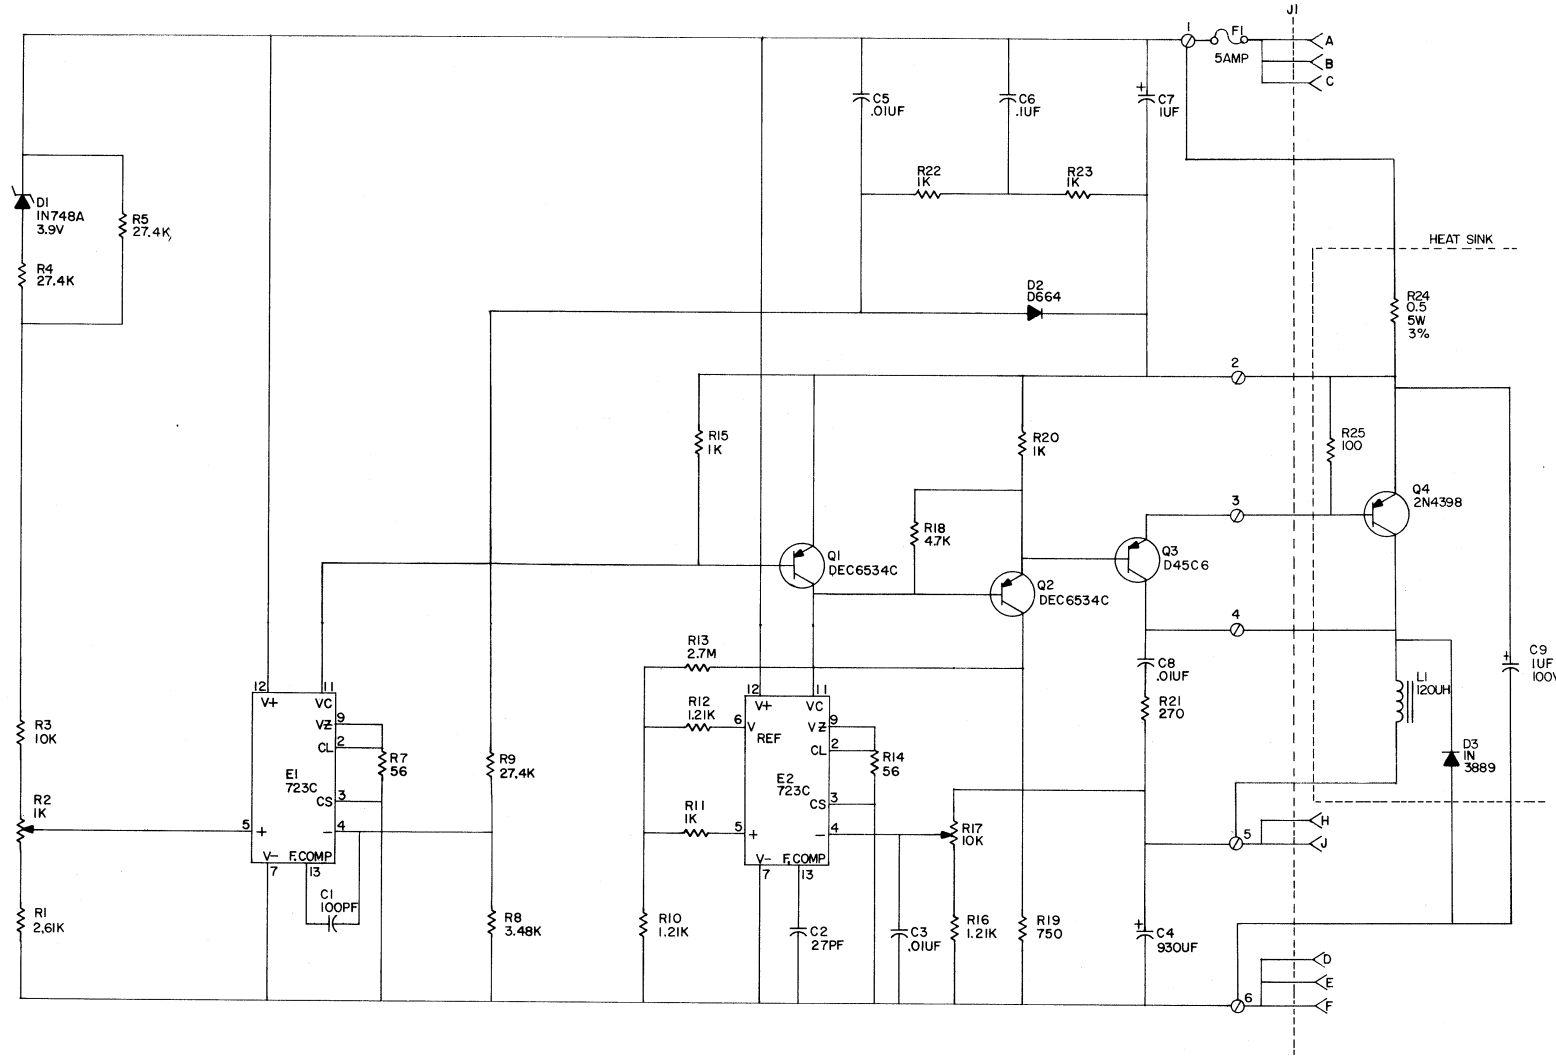 J1
1
F1
5AMP
A
B
C
C5
.01UF
C6
.1UF
+
C7
1UF
R22
1K
R23
1K
D1
1N748A
3.9V
R5
27.4K
R4
27.4K
HEAT SINK
D2
D664
R24
0.5
5W
3%
2
R15
1K
R20
1K
R25
100
R18
4.7K
3
Q4
2N4398
Q1
DEC6534C
Q3
D45C6
Q2
DEC6534C
4
R13
2.7M
C8
.01UF
+
C9
1UF
L1
120UH
R21
270
12
11
V+
VC
VZ
9
CL
2
E1
723C
CS
3
5
+
-
4
V-
F.COMP
7
13
R7
56
R9
27.4K
R12
1.21K
6
12
11
V+
VC
V
REF
VZ
9
CL
2
E2
723C
CS
3
R11
1K
5
+
-
4
V-
F.COMP
7
13
R14
56
R3
10K
R2
1K
R17
10K
D3
1N
3889
H
5
J
C1
100PF
R1
2.61K
R8
3.48K
R10
1.21K
C2
27PF
C3
.01UF
R16
1.21K
R19
750
+
C4
930UF
D
E
6
F